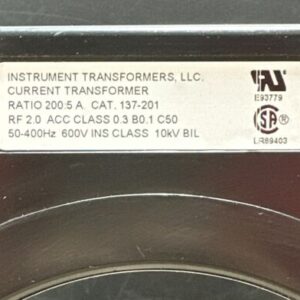 INSTRUMENT TRANSFORMERS, LLC.
CURRENT TRANSFORMER
RATIO 200:5 A. CAT. 137-201
RF 2.0 ACC CLASS 0.3 B0.1 C50
50-400Hz 600V INS CLASS 10kV BIL
E93779
SA
LR89403